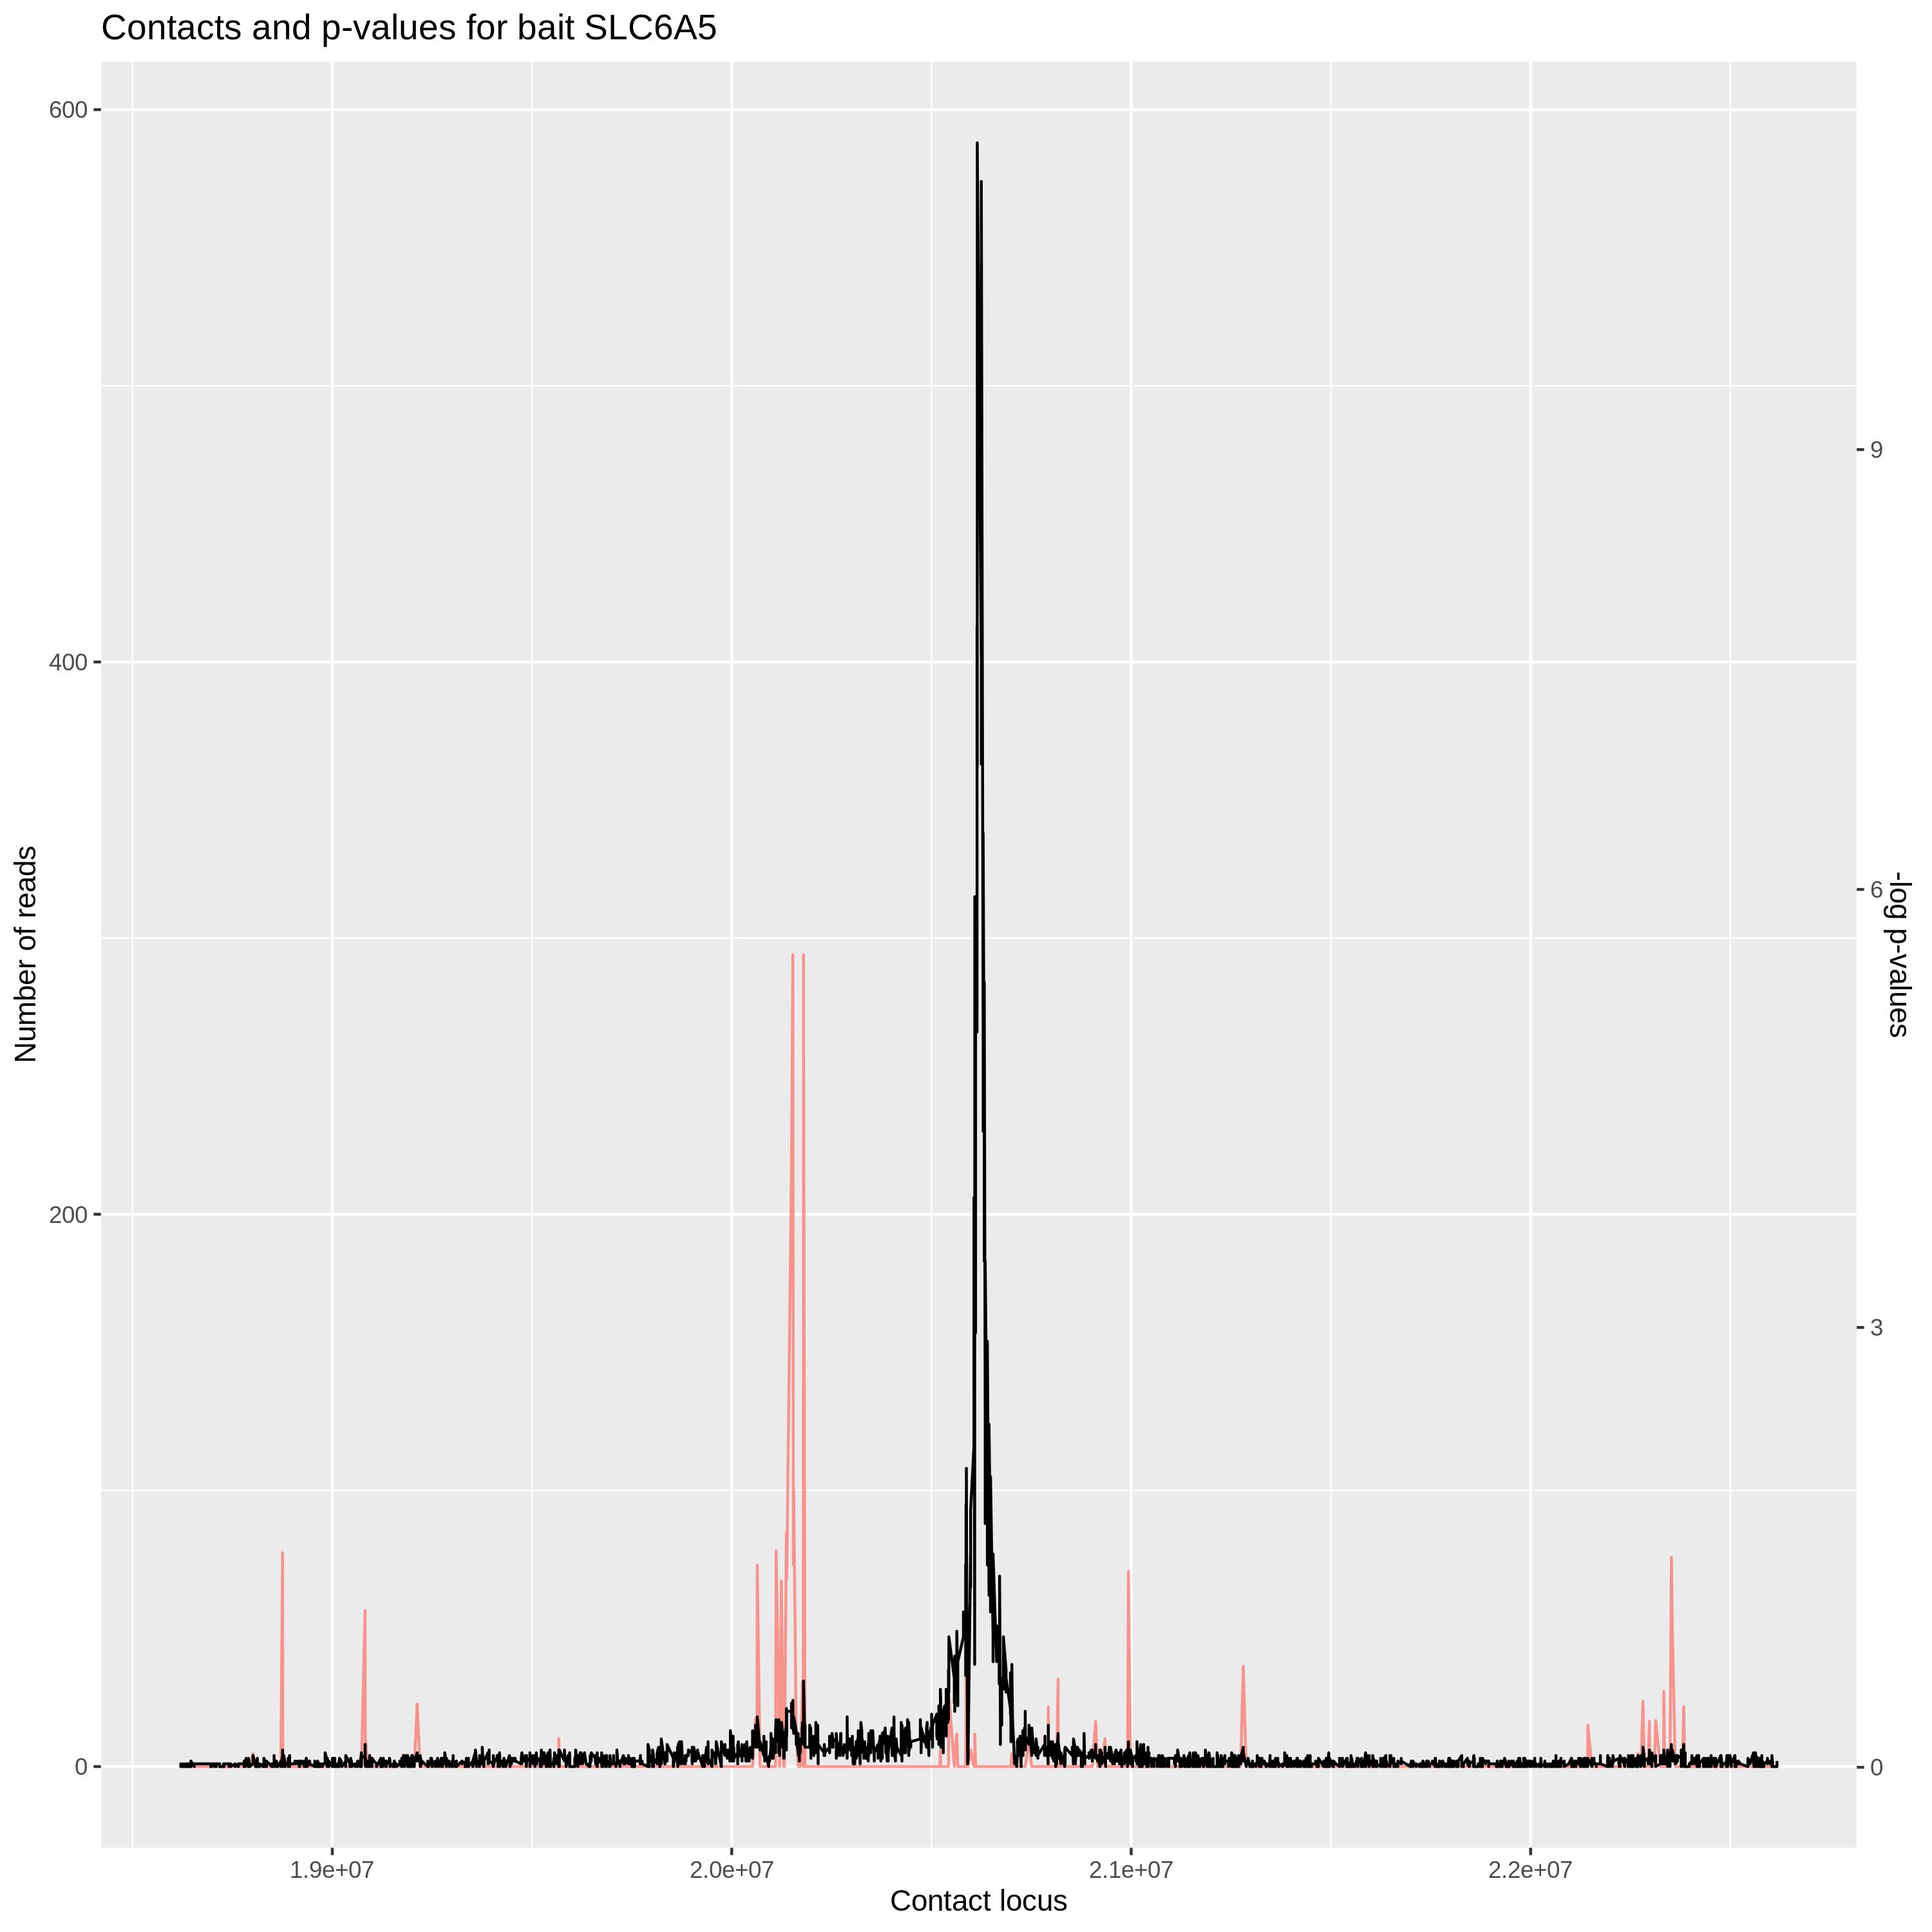 Contacts and p-values for bait SLC6A5
600
400
200
0
Number of reads
9
6
3
0
-log p-values
1.9e+07 2.0e+07 2.1e+07 2.2e+07
Contact locus